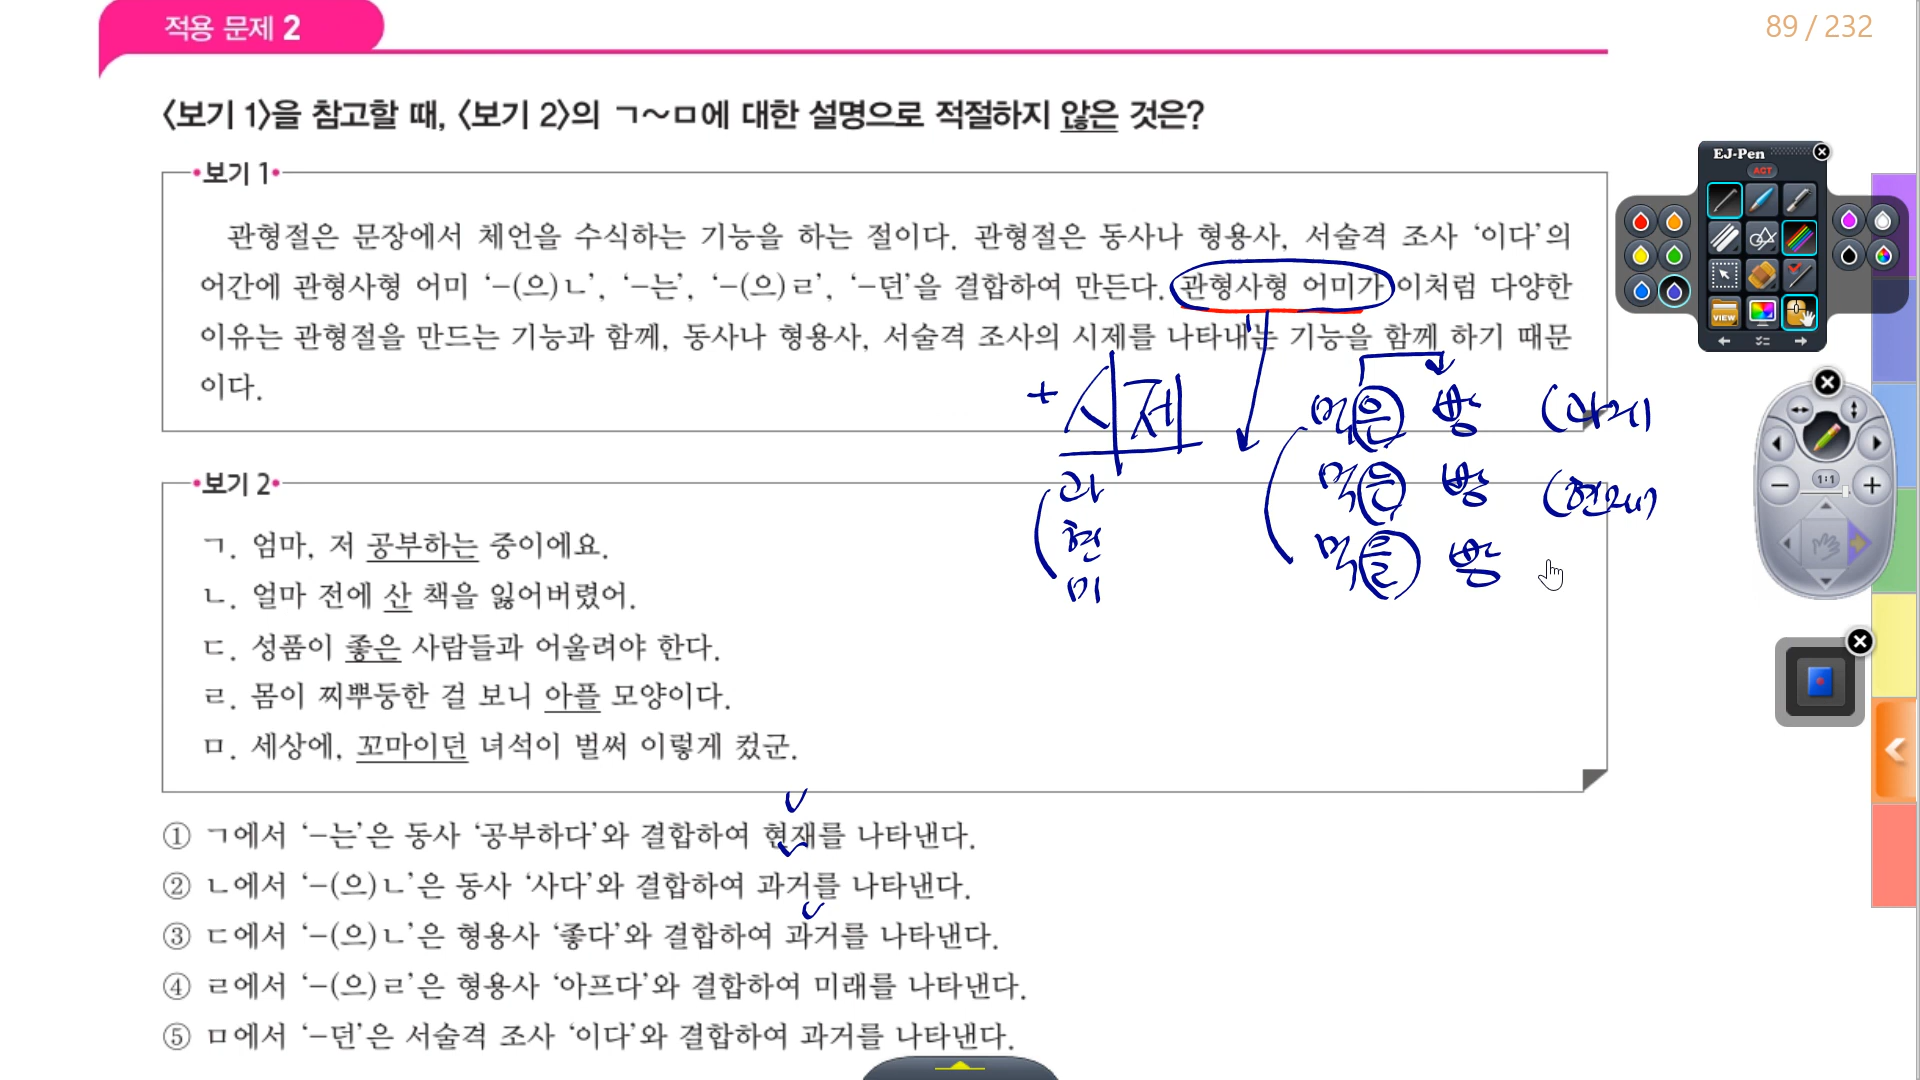 적용 문제 2
89 / 232
〈보기 1〉을 참고할 때, 〈보기 2〉의 ㄱ~ㅁ에 대한 설명으로 적절하지 않은 것은?
EJ-Pen
ACT
보기 1
관형절은 문장에서 체언을 수식하는 기능을 하는 절이다. 관형절은 동사나 형용사, 서술격 조사 ‘이다’의
어간에 관형사형 어미 ‘-(으)ㄴ’, ‘-는’, ‘-(으)ㄹ’, ‘-던’을 결합하여 만든다. 관형사형 어미가 이처럼 다양한
이유는 관형절을 만드는 기능과 함께, 동사나 형용사, 서술격 조사의 시제를 나타내는 기능을 함께 하기 때문
이다.
VIEW
+ 시제
과
현
미
먹은 빵 (과거)
먹는 빵 (현재)
먹을 빵
1:1
보기 2
ㄱ. 엄마, 저 공부하는 중이에요.
ㄴ. 얼마 전에 산 책을 잃어버렸어.
ㄷ. 성품이 좋은 사람들과 어울려야 한다.
ㄹ. 몸이 찌뿌둥한 걸 보니 아플 모양이다.
ㅁ. 세상에, 꼬마이던 녀석이 벌써 이렇게 컸군.
① ㄱ에서 ‘-는’은 동사 ‘공부하다’와 결합하여 현재를 나타낸다.
② ㄴ에서 ‘-(으)ㄴ’은 동사 ‘사다’와 결합하여 과거를 나타낸다.
③ ㄷ에서 ‘-(으)ㄴ’은 형용사 ‘좋다’와 결합하여 과거를 나타낸다.
④ ㄹ에서 ‘-(으)ㄹ’은 형용사 ‘아프다’와 결합하여 미래를 나타낸다.
⑤ ㅁ에서 ‘-던’은 서술격 조사 ‘이다’와 결합하여 과거를 나타낸다.